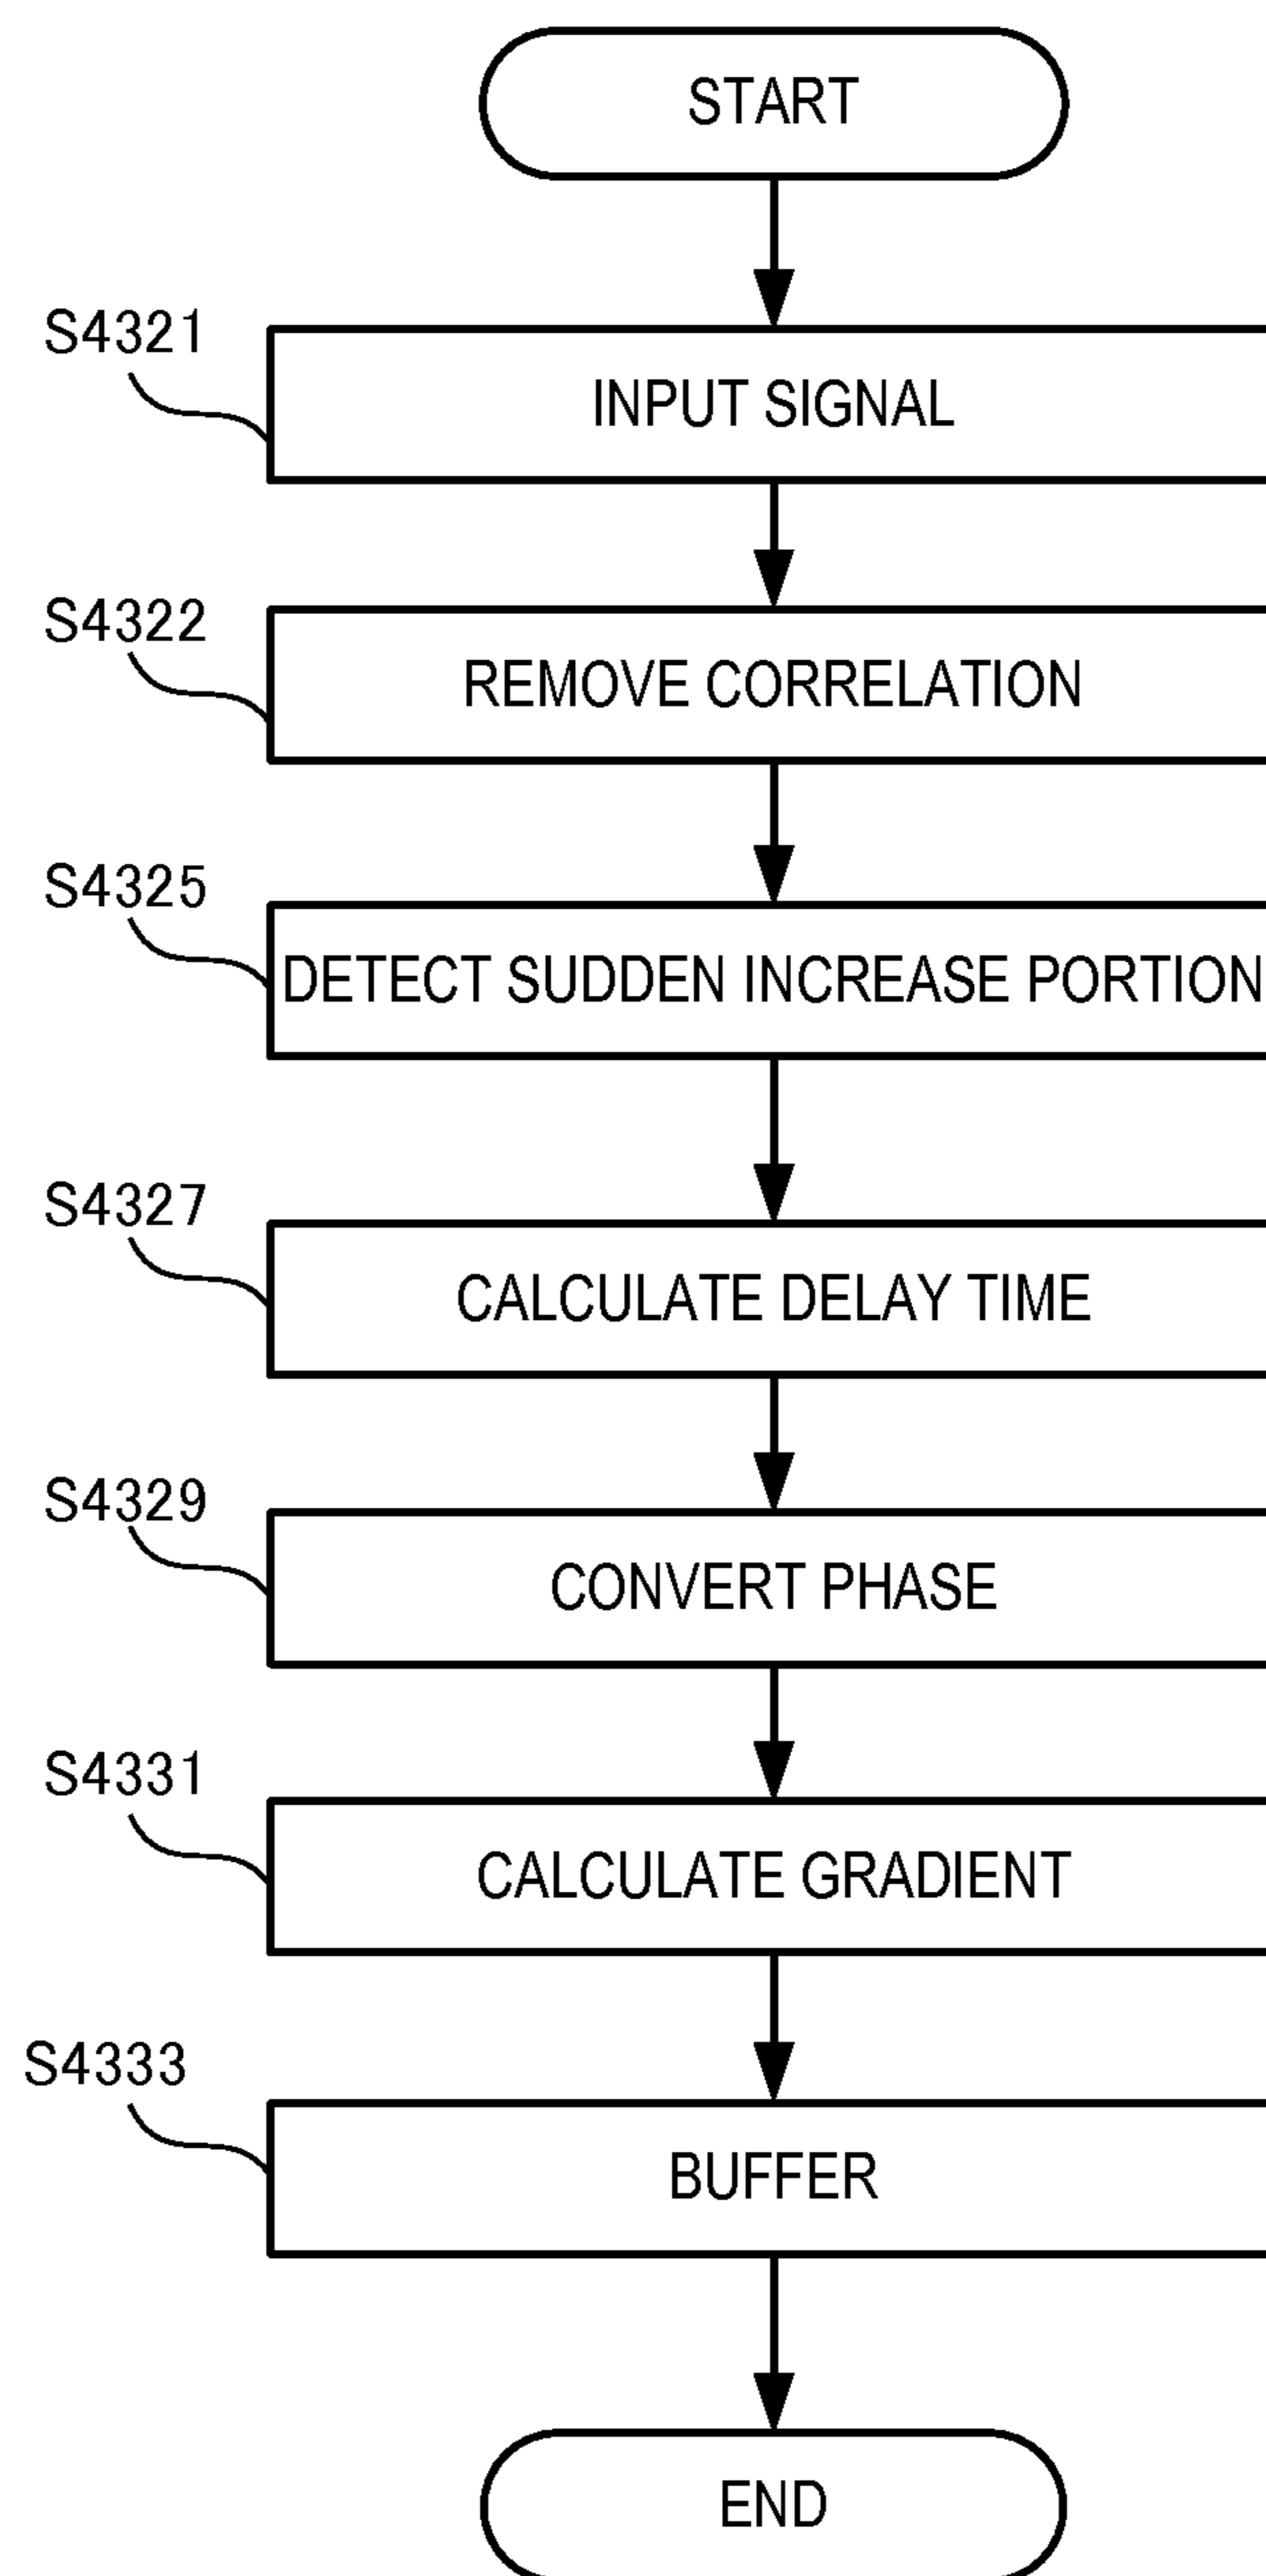 START
S4321
INPUT SIGNAL
S4322
REMOVE CORRELATION
S4325
DETECT SUDDEN INCREASE PORTION
S4327
CALCULATE DELAY TIME
S4329
CONVERT PHASE
S4331
CALCULATE GRADIENT
S4333
BUFFER
END